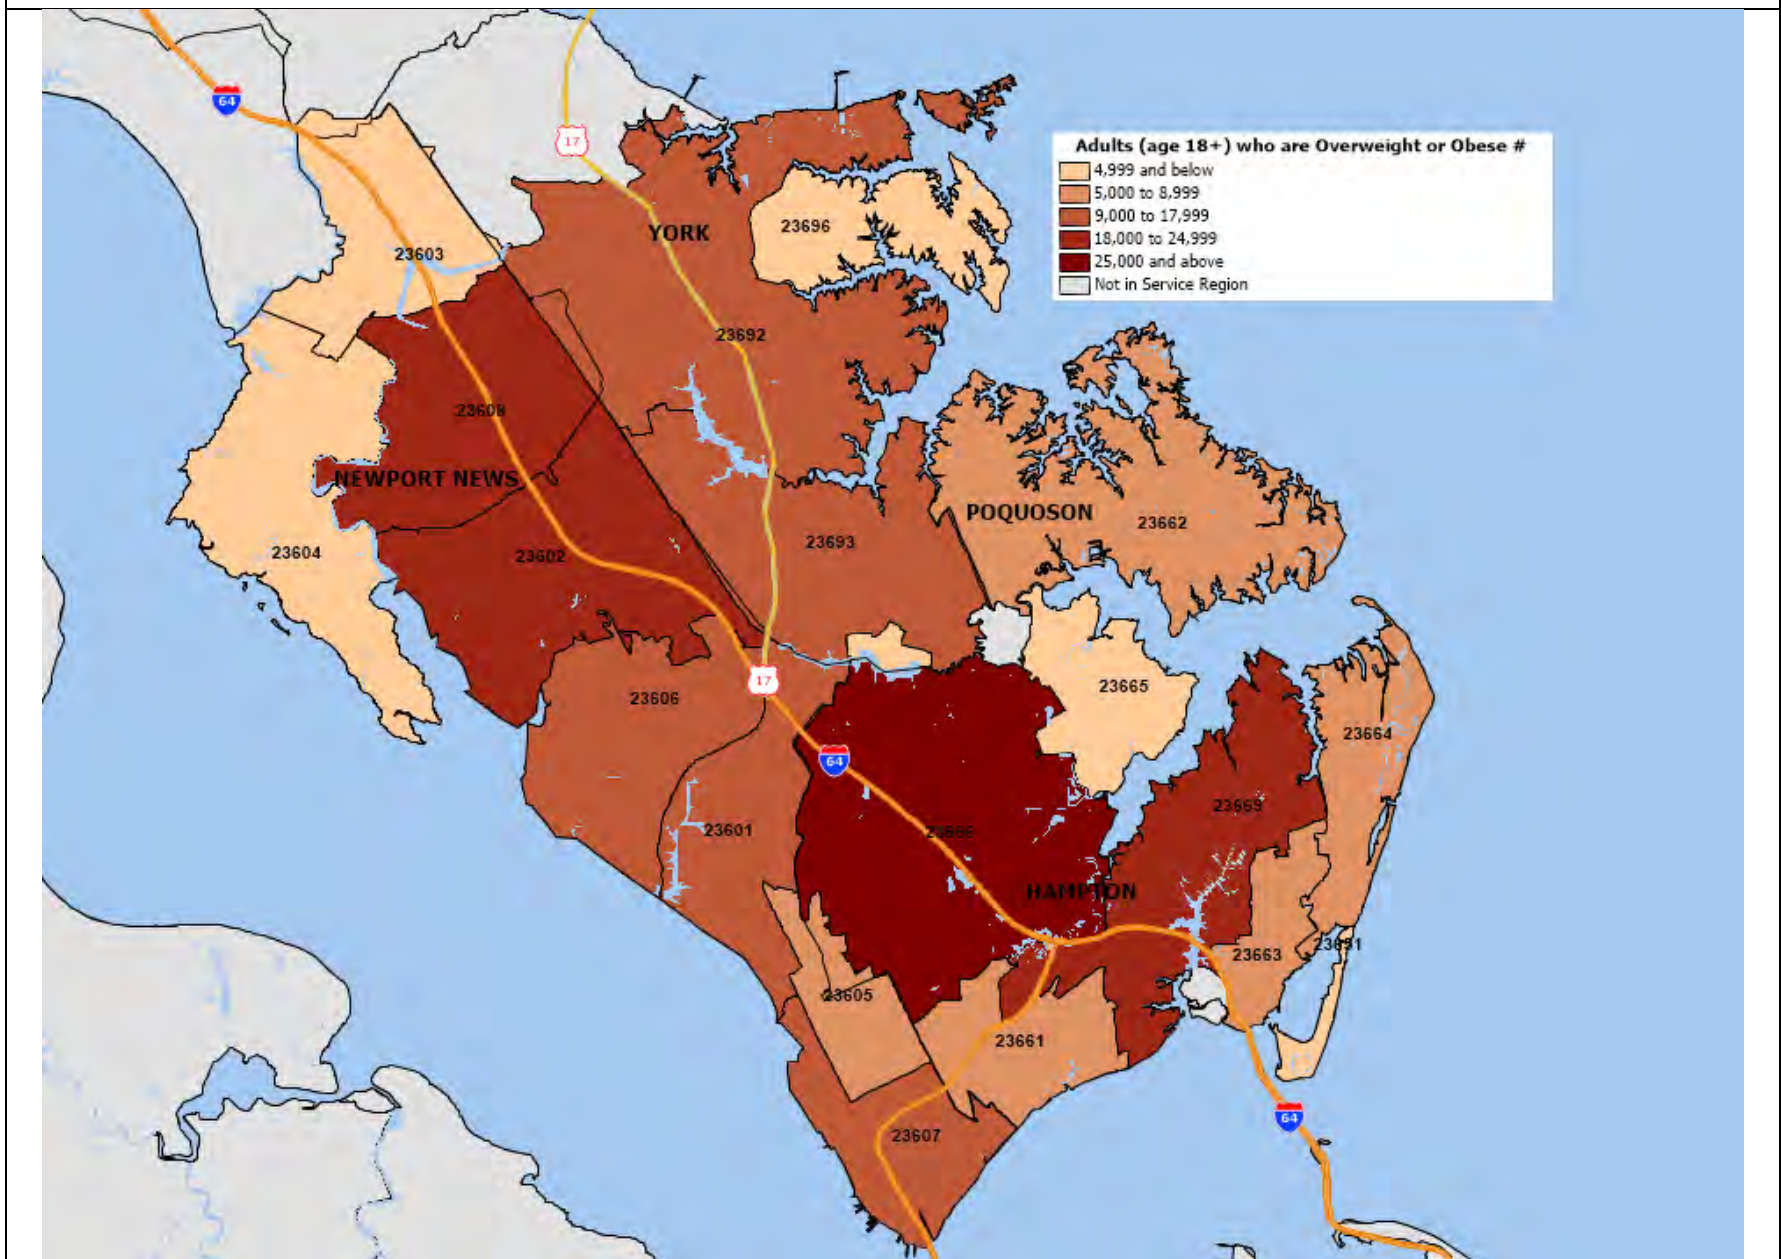 64
17
Adults (age 18+) who are Overweight or Obese #
4,999 and below
5,000 to 8,999
9,000 to 17,999
18,000 to 24,999
25,000 and above
Not in Service Region
YORK
23696
23603
23692
23608
NEWPORT NEWS
POQUOSON
23662
23693
23604
23602
23665
17
23606
23664
64
23669
23601
HAMPTON
23651
23663
23605
23661
64
23607